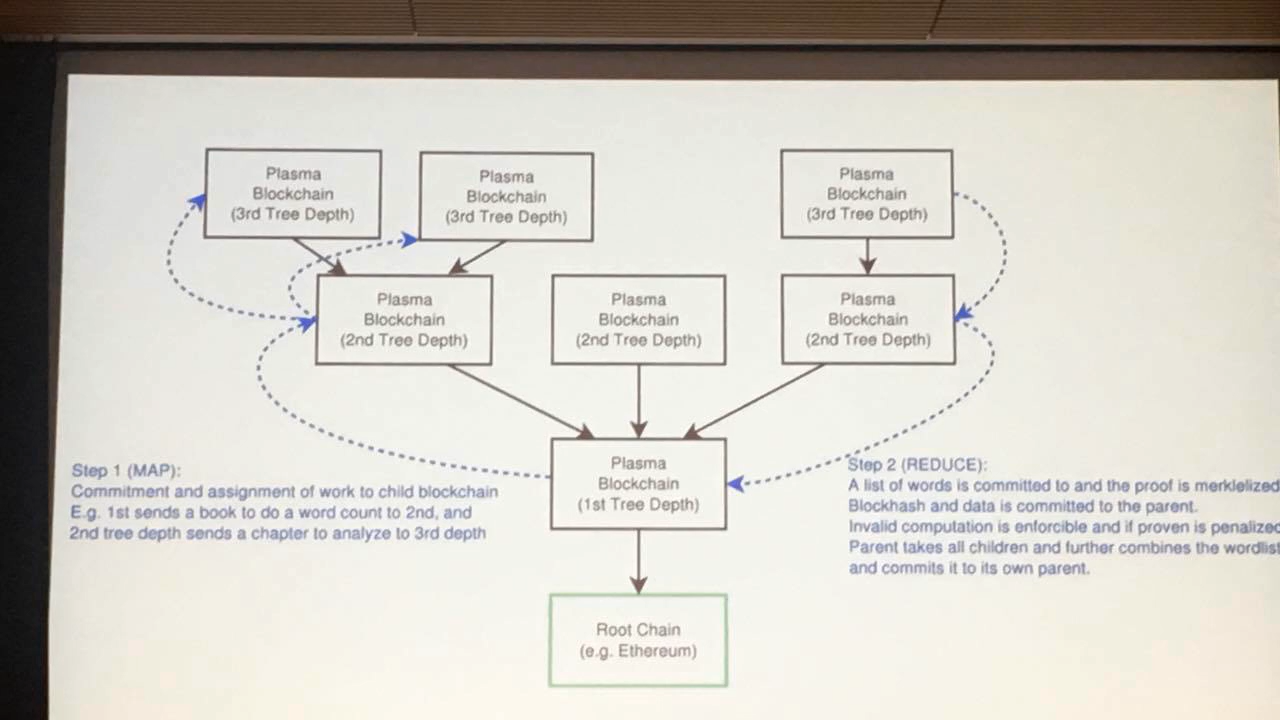 Plasma
Blockchain
(3rd Tree Depth)
Plasma
Blockchain
(3rd Tree Depth)
Plasma
Blockchain
(3rd Tree Depth)
Plasma
Blockchain
(2nd Tree Depth)
Plasma
Blockchain
(2nd Tree Depth)
Plasma
Blockchain
(2nd Tree Depth)
Plasma
Blockchain
(1st Tree Depth)
Step 1 (MAP):
Commitment and assignment of work to child blockchain
E.g. 1st sends a book to do a word count to 2nd, and
2nd tree depth sends a chapter to analyze to 3rd depth
Step 2 (REDUCE):
A list of words is committed to and the proof is merklelized
Blockhash and data is committed to the parent.
Invalid computation is enforcible and if proven is penalized
Parent takes all children and further combines the wordlist
and commits it to its own parent.
Root Chain
(e.g. Ethereum)